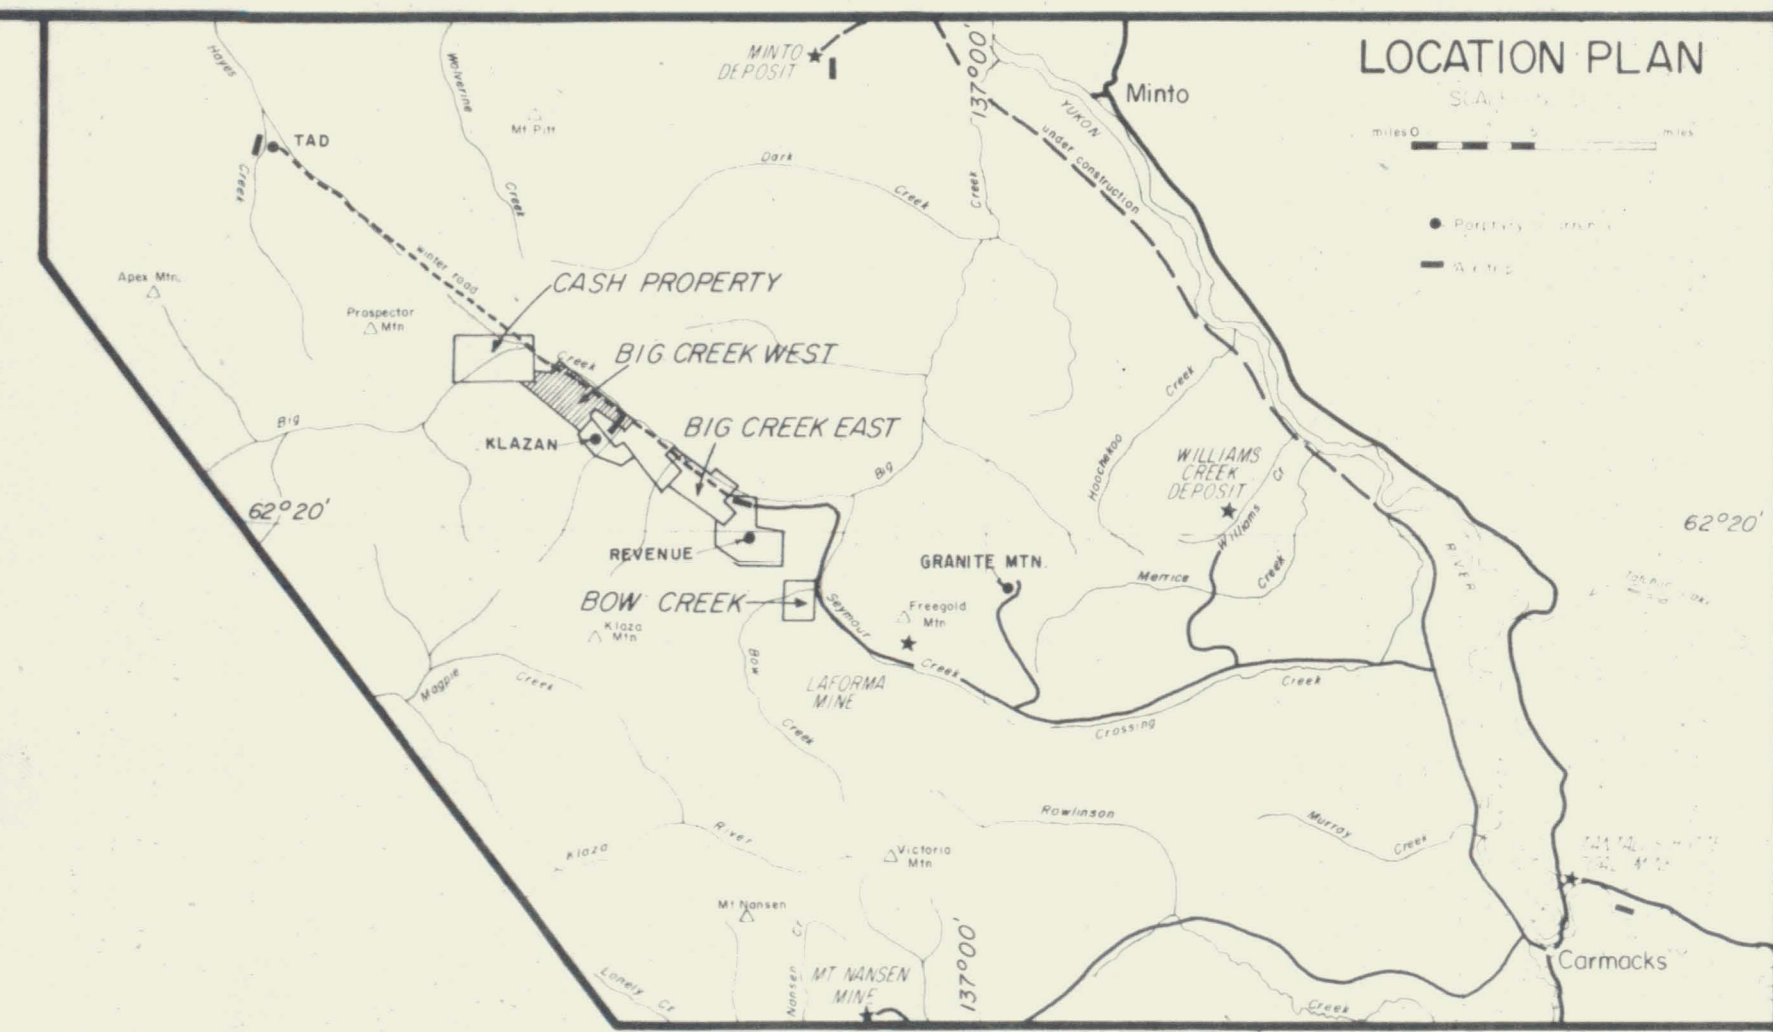 LOCATION PLAN
miles 0 5 miles
MINTO
DEPOSIT
137°00'
Minto
YUKON
under construction
Hayes
Wolverine
Mt Pitt
TAD
Creek
Creek
Dark
Creek
Creek
winter road
Apex Mtn.
Prospector
Mtn
CASH PROPERTY
Creek
BIG CREEK WEST
BIG CREEK EAST
KLAZAN
Big
Big
Creek
Hoochekoo
WILLIAMS
CREEK
DEPOSIT
Cr
Williams
62°20'
62°20'
REVENUE
GRANITE MTN.
Merrice
Creek
RIVER
BOW CREEK
Seymour
Freegold
Mtn
Klaza
Mtn
Bow
Creek
Magpie
Creek
LAFORMA
MINE
Creek
Creek
Crossing
Rowlinson
Murray
Creek
Klaza
River
Victoria
Mtn
Mt Nansen
Cr
Nansen
MT NANSEN
MINE
137°00'
Lonely
Cr
Creek
Carmacks